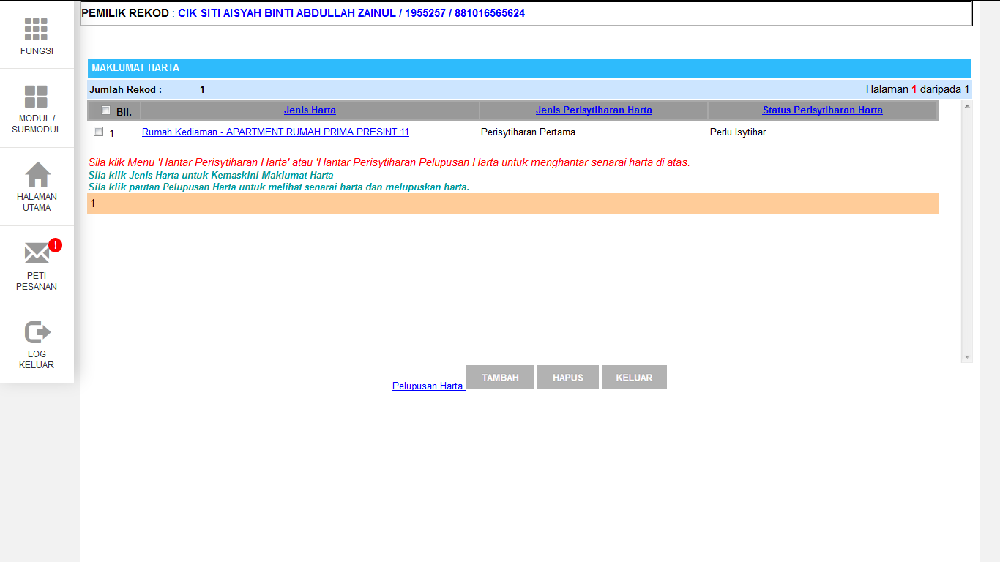 PEMILIK REKOD : CIK SITI AISYAH BINTI ABDULLAH ZAINUL / 1955257 / 881016565624
FUNGSI
MODUL /
SUBMODUL
HALAMAN
UTAMA
!
PETI
PESANAN
LOG
KELUAR
MAKLUMAT HARTA
Jumlah Rekod : 1 Halaman 1 daripada 1
Bil. Jenis Harta Jenis Perisytiharan Harta Status Perisytiharan Harta
1 Rumah Kediaman - APARTMENT RUMAH PRIMA PRESINT 11 Perisytiharan Pertama Perlu Isytihar
Sila klik Menu 'Hantar Perisytiharan Harta' atau 'Hantar Perisytiharan Pelupusan Harta untuk menghantar senarai harta di atas.
Sila klik Jenis Harta untuk Kemaskini Maklumat Harta
Sila klik pautan Pelupusan Harta untuk melihat senarai harta dan melupuskan harta.
1
Pelupusan Harta TAMBAH HAPUS KELUAR